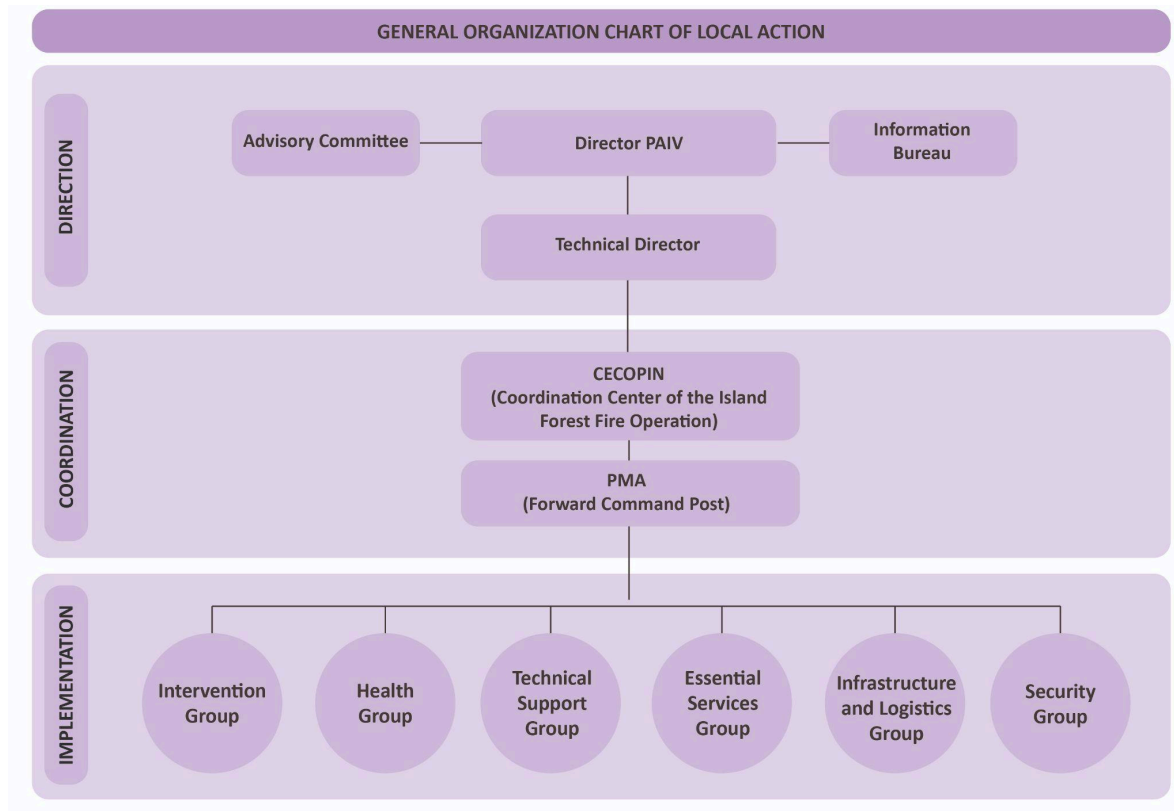 GENERAL ORGANIZATION CHART OF LOCAL ACTION
DIRECTION
Advisory Committee
Director PAIV
Information
Bureau
Technical Director
COORDINATION
CECOPIN
(Coordination Center of the Island
Forest Fire Operation)
PMA
(Forward Command Post)
IMPLEMENTATION
Intervention
Group
Health
Group
Technical
Support
Group
Essential
Services
Group
Infrastructure
and Logistics
Group
Security
Group